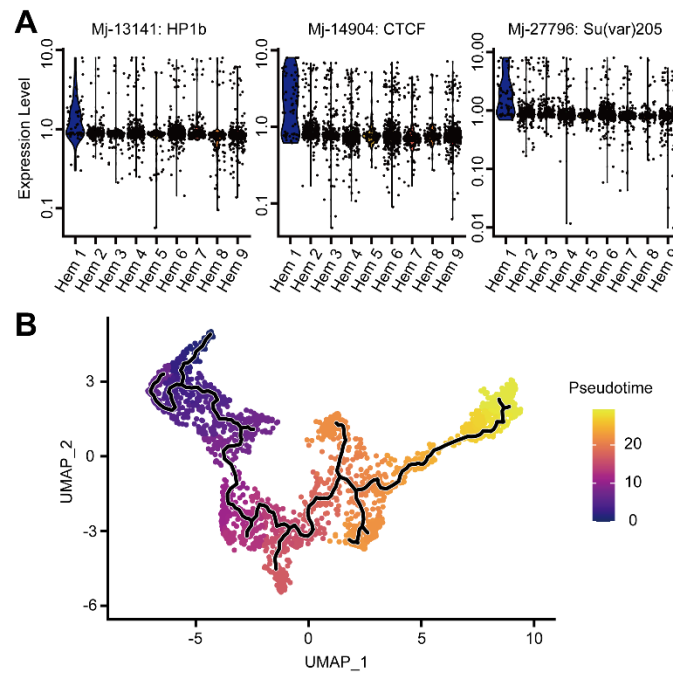 A
Mj-13141: HP1b
Mj-14904: CTCF
Mj-27796: Su(var)205
Expression Level
10.0
1.0
0.1
10.0
1.0
0.1
10.00
1.00
0.10
0.01
Hem 1
Hem 2
Hem 3
Hem 4
Hem 5
Hem 6
Hem 7
Hem 8
Hem 9
Hem 1
Hem 2
Hem 3
Hem 4
Hem 5
Hem 6
Hem 7
Hem 8
Hem 9
Hem 1
Hem 2
Hem 3
Hem 4
Hem 5
Hem 6
Hem 7
Hem 8
Hem 9
B
UMAP_2
3
0
-3
-6
-5
0
5
10
UMAP_1
Pseudotime
20
10
0